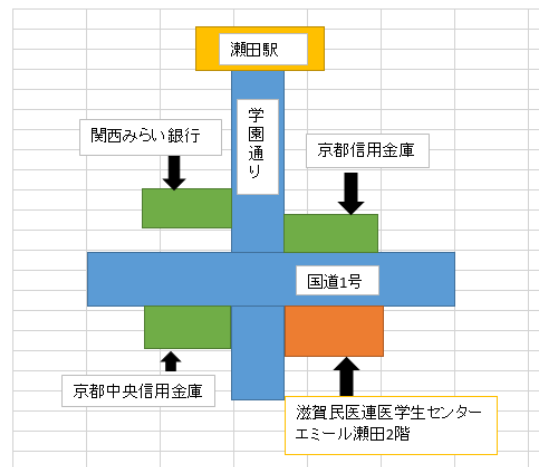 瀬田駅
学園通り
関西みらい銀行
京都信用金庫
国道1号
京都中央信用金庫
滋賀民医連医学生センター
エミール瀬田2階